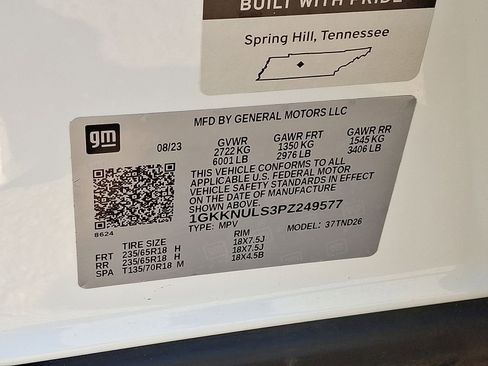 BUILT WITH PRIDE
Spring Hill, Tennessee
gm
MFD BY GENERAL MOTORS LLC
08/23 GVWR GAWR FRT GAWR RR
2722 KG 1350 KG 1545 KG
6001 LB 2976 LB 3406 LB
THIS VEHICLE CONFORMS TO ALL
APPLICABLE U.S. FEDERAL MOTOR
VEHICLE SAFETY STANDARDS IN EFFECT
ON THE DATE OF MANUFACTURE
SHOWN ABOVE.
1GKKNULS3PZ249577
TYPE: MPV MODEL: 37TND26
8624
TIRE SIZE RIM
FRT 235/65R18 H 18X7.5J
RR 235/65R18 H 18X7.5J
SPA T135/70R18 M 18X4.5B